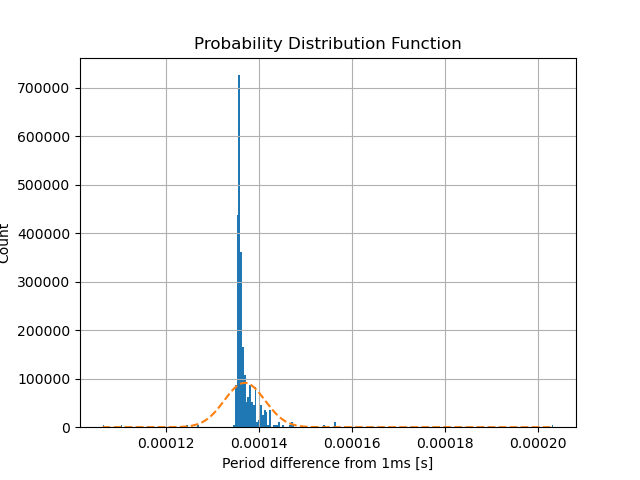 Probability Distribution Function
700000
600000
500000
400000
300000
200000
100000
0
Count
0.00012 0.00014 0.00016 0.00018 0.00020
Period difference from 1ms [s]